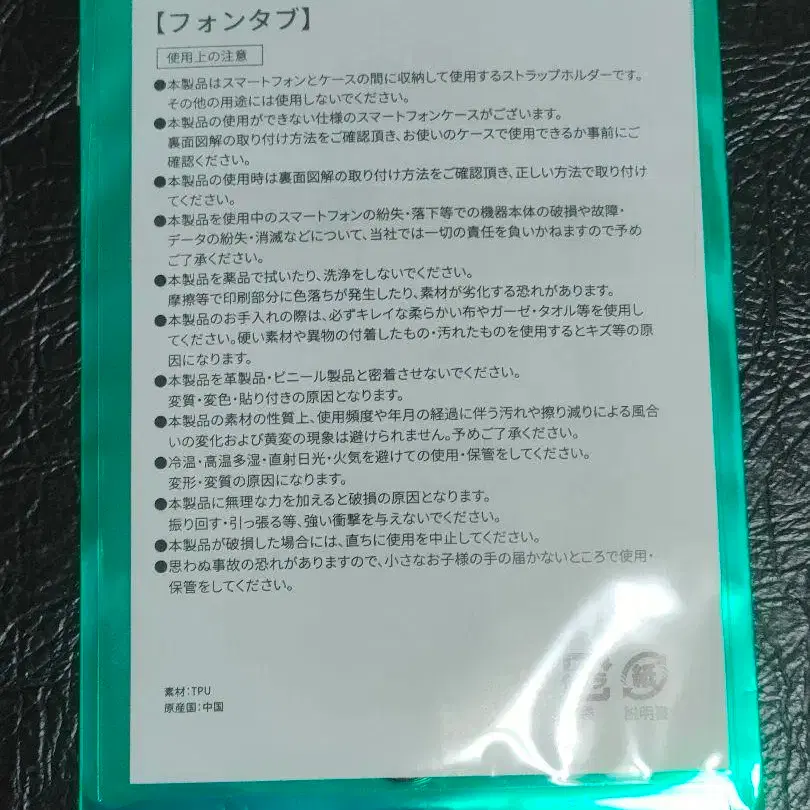 【フォンタブ】
使用上の注意
●本製品はスマートフォンとケースの間に収納して使用するストラップホルダーです。
その他の用途には使用しないでください。
●本製品の使用ができない仕様のスマートフォンケースがございます。
裏面図解の取り付け方法をご確認頂き、お使いのケースで使用できるか事前にご
確認ください。
●本製品の使用時は裏面図解の取り付け方法をご確認頂き、正しい方法で取り付け
てください。
●本製品を使用中のスマートフォンの紛失・落下等での機器本体の破損や故障・
データの紛失・消滅などについて、当社では一切の責任を負いかねますので予め
ご了承ください。
●本製品を薬品で拭いたり、洗浄をしないでください。
摩擦等で印刷部分に色落ちが発生したり、素材が劣化する恐れがあります。
●本製品のお手入れの際は、必ずキレイな柔らかい布やガーゼ・タオル等を使用し
てください。硬い素材や異物の付着したもの・汚れたものを使用するとキズ等の原
因になります。
●本製品を革製品・ビニール製品と密着させないでください。
変質・変色・貼り付きの原因となります。
●本製品の素材の性質上、使用頻度や年月の経過に伴う汚れや擦り減りによる風合
いの変化および黄変の現象は避けられません。予めご了承ください。
●冷温・高温多湿・直射日光・火気を避けての使用・保管をしてください。
変形・変質の原因になります。
●本製品に無理な力を加えると破損の原因となります。
振り回す・引っ張る等、強い衝撃を与えないでください。
●本製品が破損した場合には、直ちに使用を中止してください。
●思わぬ事故の恐れがありますので、小さなお子様の手の届かないところで使用・
保管をしてください。
素材：TPU
原産国：中国
紙
説明書